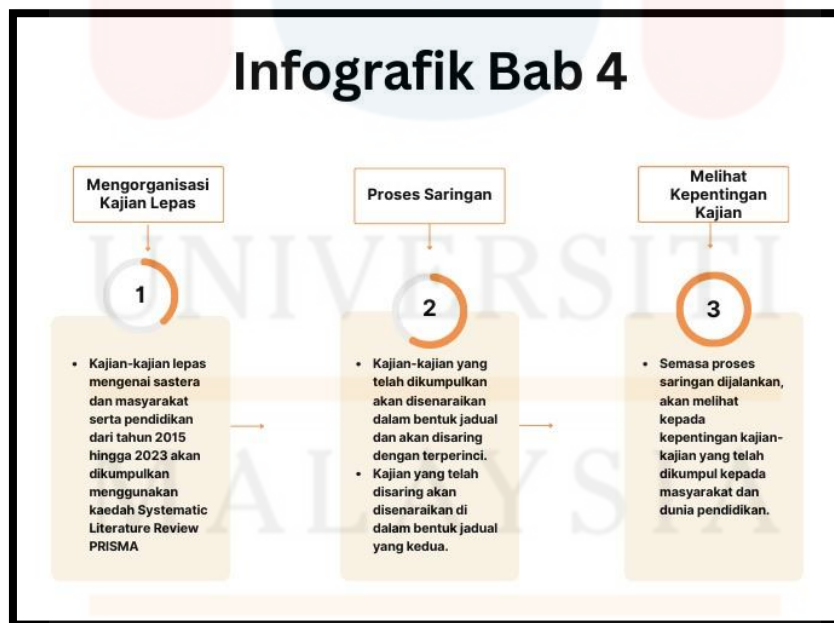 Infografik Bab 4
Mengorganisasi
Kajian Lepas
1
• Kajian-kajian lepas
mengenai sastera
dan masyarakat
serta pendidikan
dari tahun 2015
hingga 2023 akan
dikumpulkan
menggunakan
kaedah Systematic
Literature Review
PRISMA
Proses Saringan
2
• Kajian-kajian yang
telah dikumpulkan
akan disenaraikan
dalam bentuk jadual
dan akan disaring
dengan terperinci.
• Kajian yang telah
disaring akan
disenaraikan di
dalam bentuk jadual
yang kedua.
Melihat
Kepentingan
Kajian
3
• Semasa proses
saringan dijalankan,
akan melihat
kepada
kepentingan kajian-
kajian yang telah
dikumpul kepada
masyarakat dan
dunia pendidikan.
UNIVERSITI
MALAYSIA